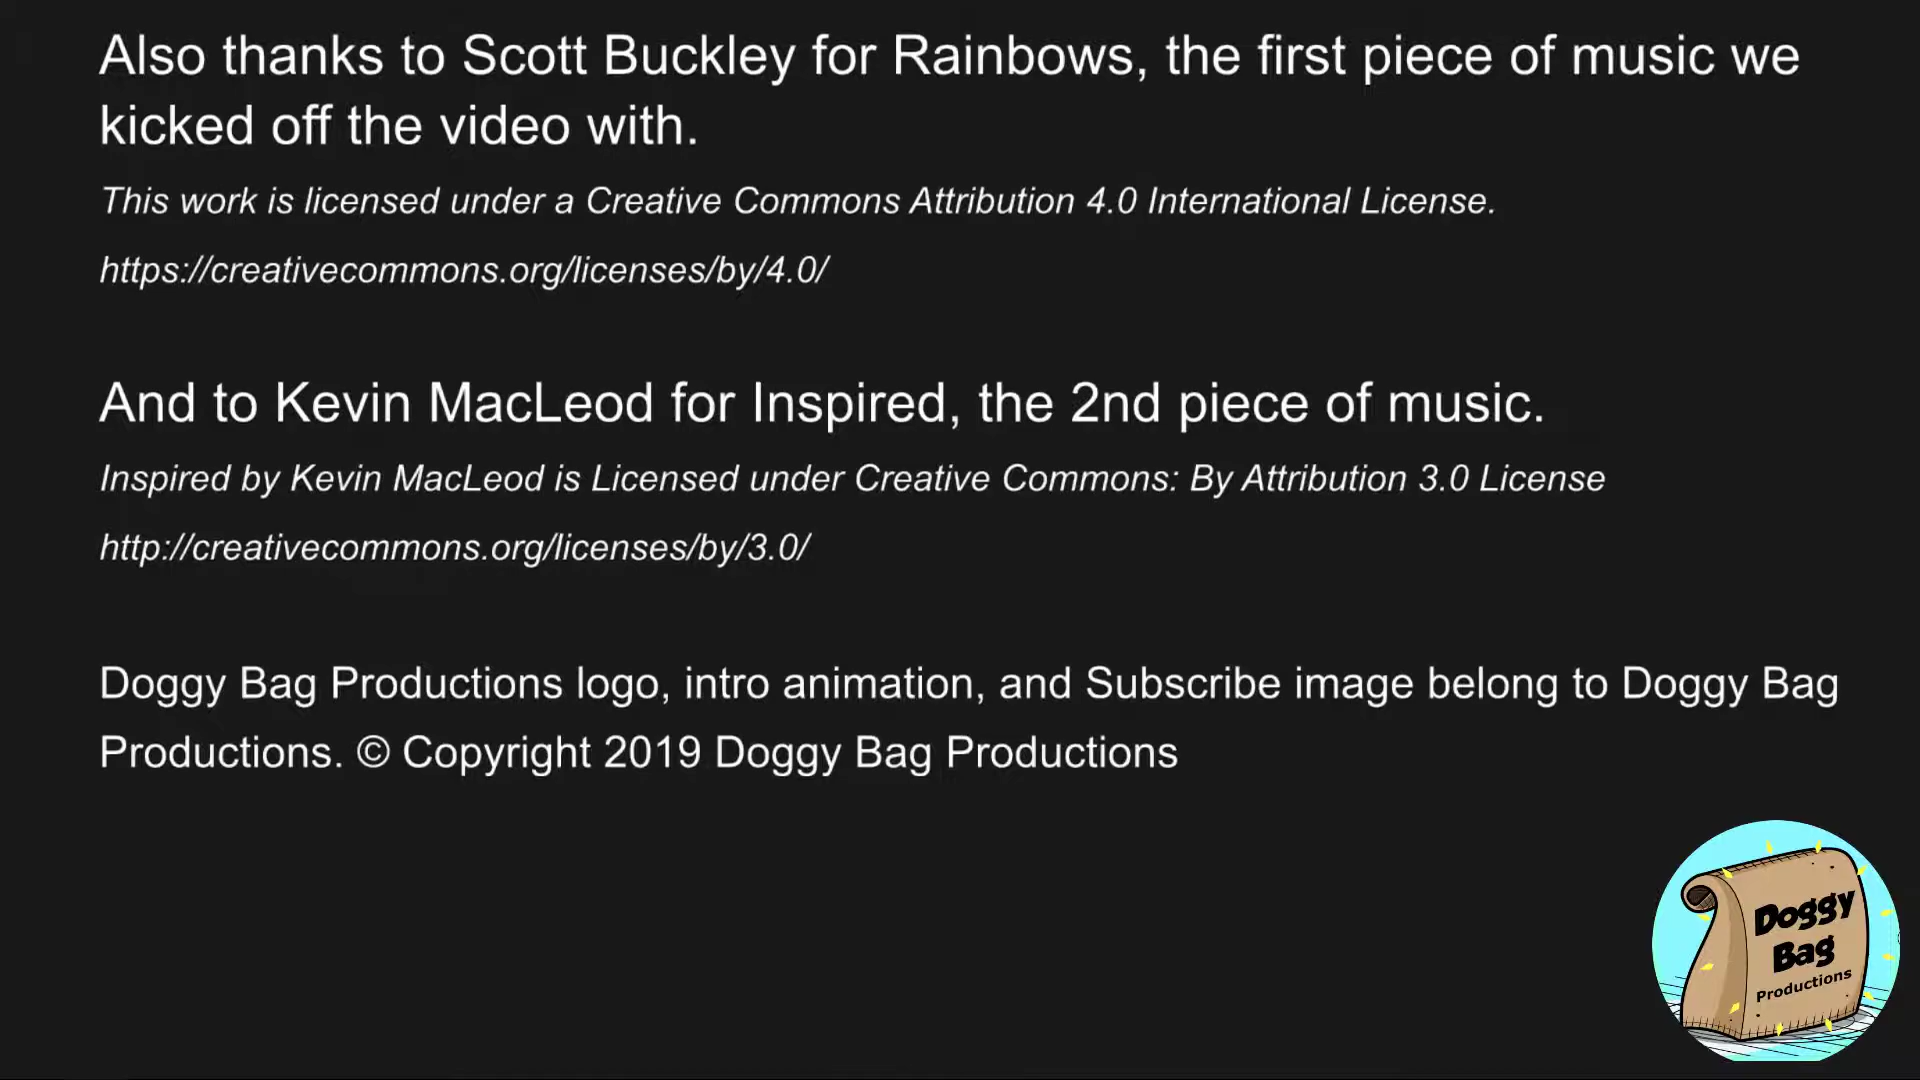 Also thanks to Scott Buckley for Rainbows, the first piece of music we
kicked off the video with.
This work is licensed under a Creative Commons Attribution 4.0 International License.
https://creativecommons.org/licenses/by/4.0/
And to Kevin MacLeod for Inspired, the 2nd piece of music.
Inspired by Kevin MacLeod is Licensed under Creative Commons: By Attribution 3.0 License
http://creativecommons.org/licenses/by/3.0/
Doggy Bag Productions logo, intro animation, and Subscribe image belong to Doggy Bag
Productions. © Copyright 2019 Doggy Bag Productions
Doggy
Bag
Productions